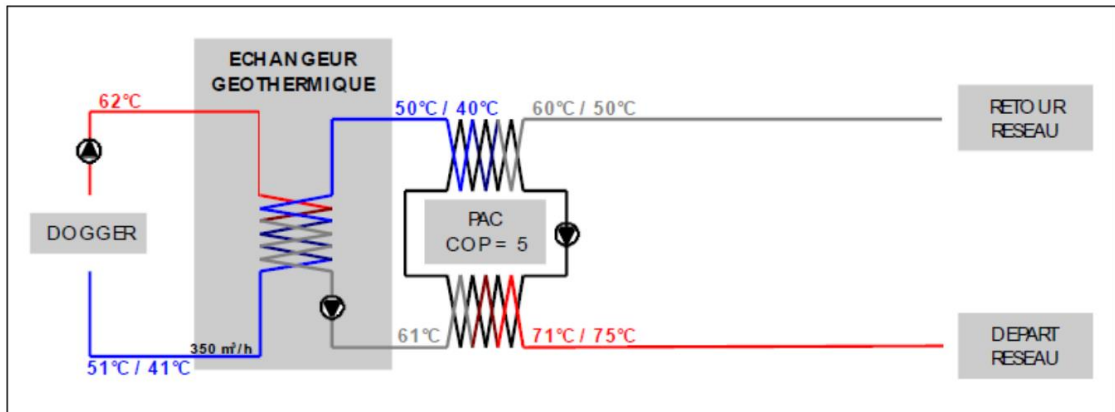 ECHANGEUR
GEOTHERMIQUE
62°C
50°C / 40°C
60°C / 50°C
RETOUR
RESEAU
DOGGER
PAC
COP = 5
350 m³/h
51°C / 41°C
61°C
71°C / 75°C
DEPART
RESEAU